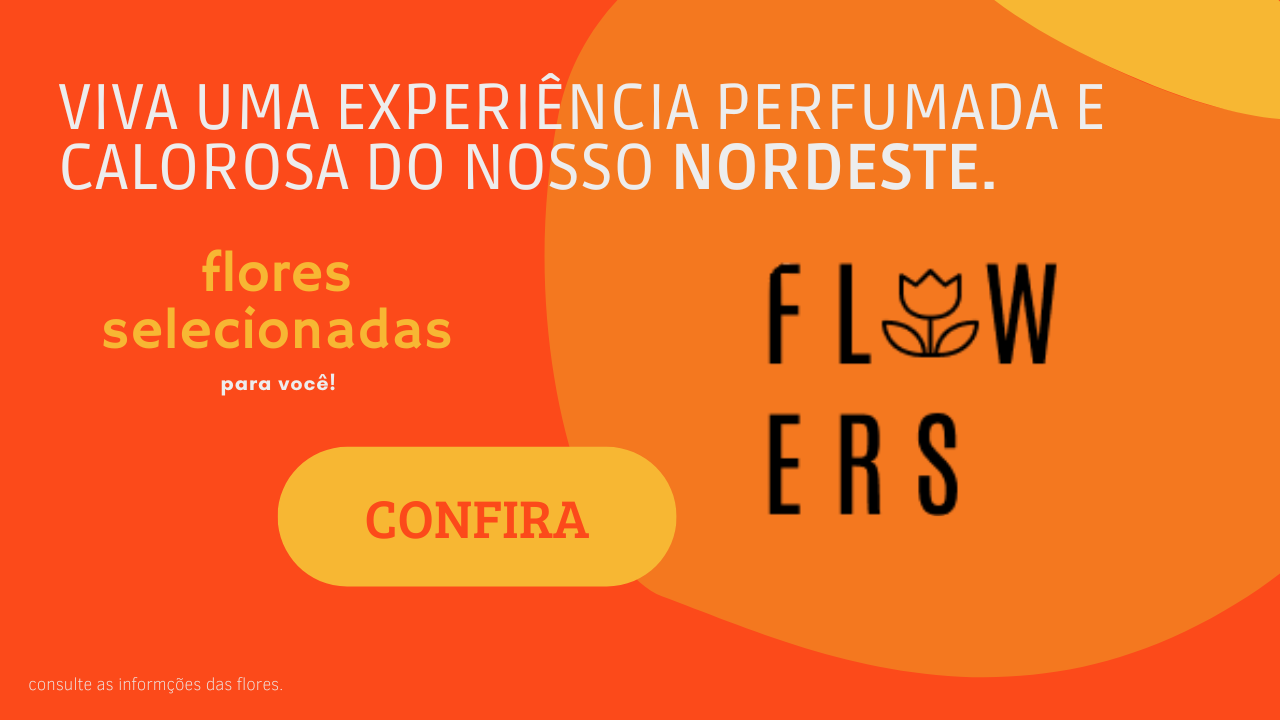 VIVA UMA EXPERIÊNCIA PERFUMADA E
CALOROSA DO NOSSO NORDESTE.
flores
selecionadas
para você!
FLOW
ERS
CONFIRA
consulte as informções das flores.